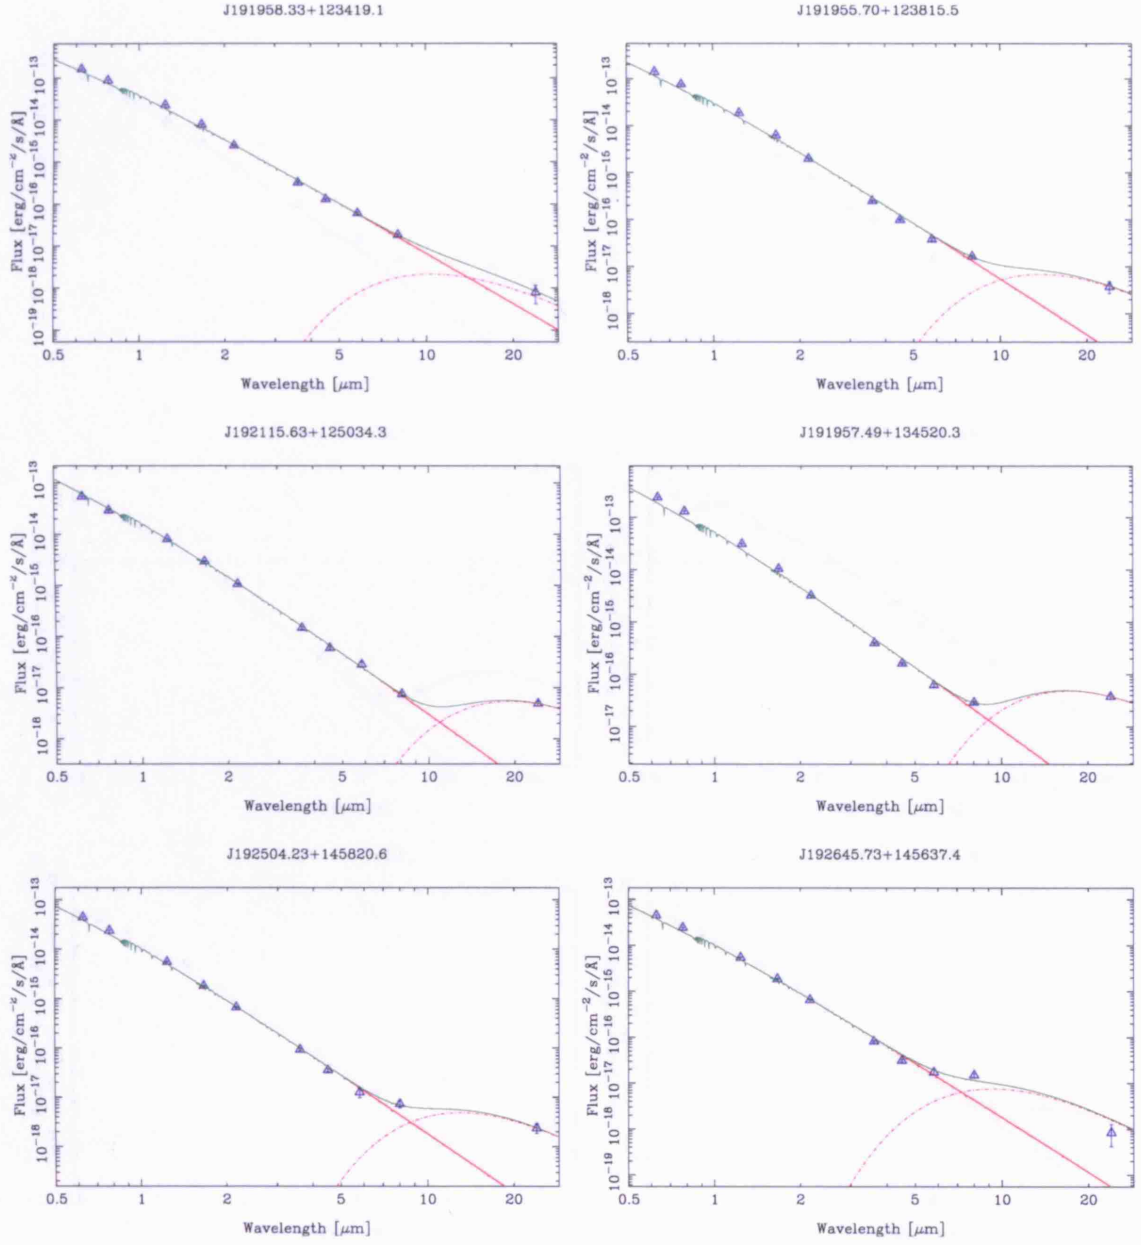 J191958.33+123419.1
J191955.70+123815.5
Flux [erg/cm⁻²/s/Å]
10⁻¹³
10⁻¹⁴
10⁻¹⁵
10⁻¹⁶
10⁻¹⁷
10⁻¹⁸
10⁻¹⁹
0.5 1 2 5 10 20
Wavelength [μm]
Flux [erg/cm⁻²/s/Å]
10⁻¹³
10⁻¹⁴
10⁻¹⁵
10⁻¹⁶
10⁻¹⁷
10⁻¹⁸
0.5 1 2 5 10 20
Wavelength [μm]
J192115.63+125034.3
J191957.49+134520.3
Flux [erg/cm⁻²/s/Å]
10⁻¹³
10⁻¹⁴
10⁻¹⁵
10⁻¹⁶
10⁻¹⁷
10⁻¹⁸
0.5 1 2 5 10 20
Wavelength [μm]
Flux [erg/cm⁻²/s/Å]
10⁻¹³
10⁻¹⁴
10⁻¹⁵
10⁻¹⁶
10⁻¹⁷
0.5 1 2 5 10 20
Wavelength [μm]
J192504.23+145820.6
J192645.73+145637.4
Flux [erg/cm⁻²/s/Å]
10⁻¹³
10⁻¹⁴
10⁻¹⁵
10⁻¹⁶
10⁻¹⁷
10⁻¹⁸
0.5 1 2 5 10 20
Wavelength [μm]
Flux [erg/cm⁻²/s/Å]
10⁻¹³
10⁻¹⁴
10⁻¹⁵
10⁻¹⁶
10⁻¹⁷
10⁻¹⁸
10⁻¹⁹
0.5 1 2 5 10 20
Wavelength [μm]